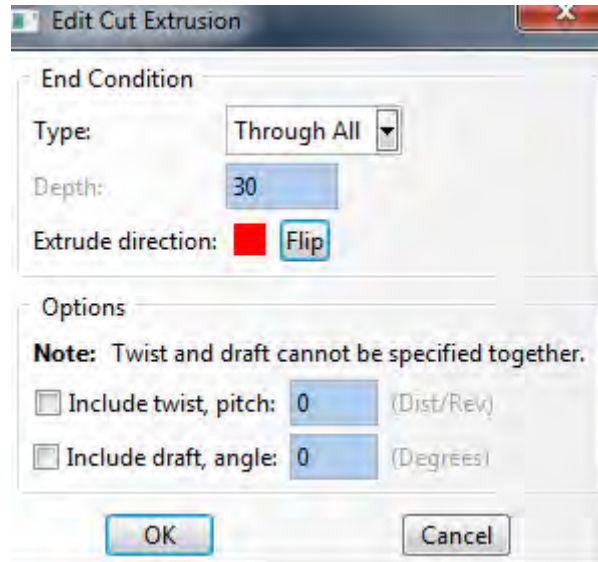 Edit Cut Extrusion
End Condition
Type: Through All
Depth: 30
Extrude direction: Flip
Options
Note: Twist and draft cannot be specified together.
Include twist, pitch: 0 (Dist/Rev)
Include draft, angle: 0 (Degrees)
OK Cancel